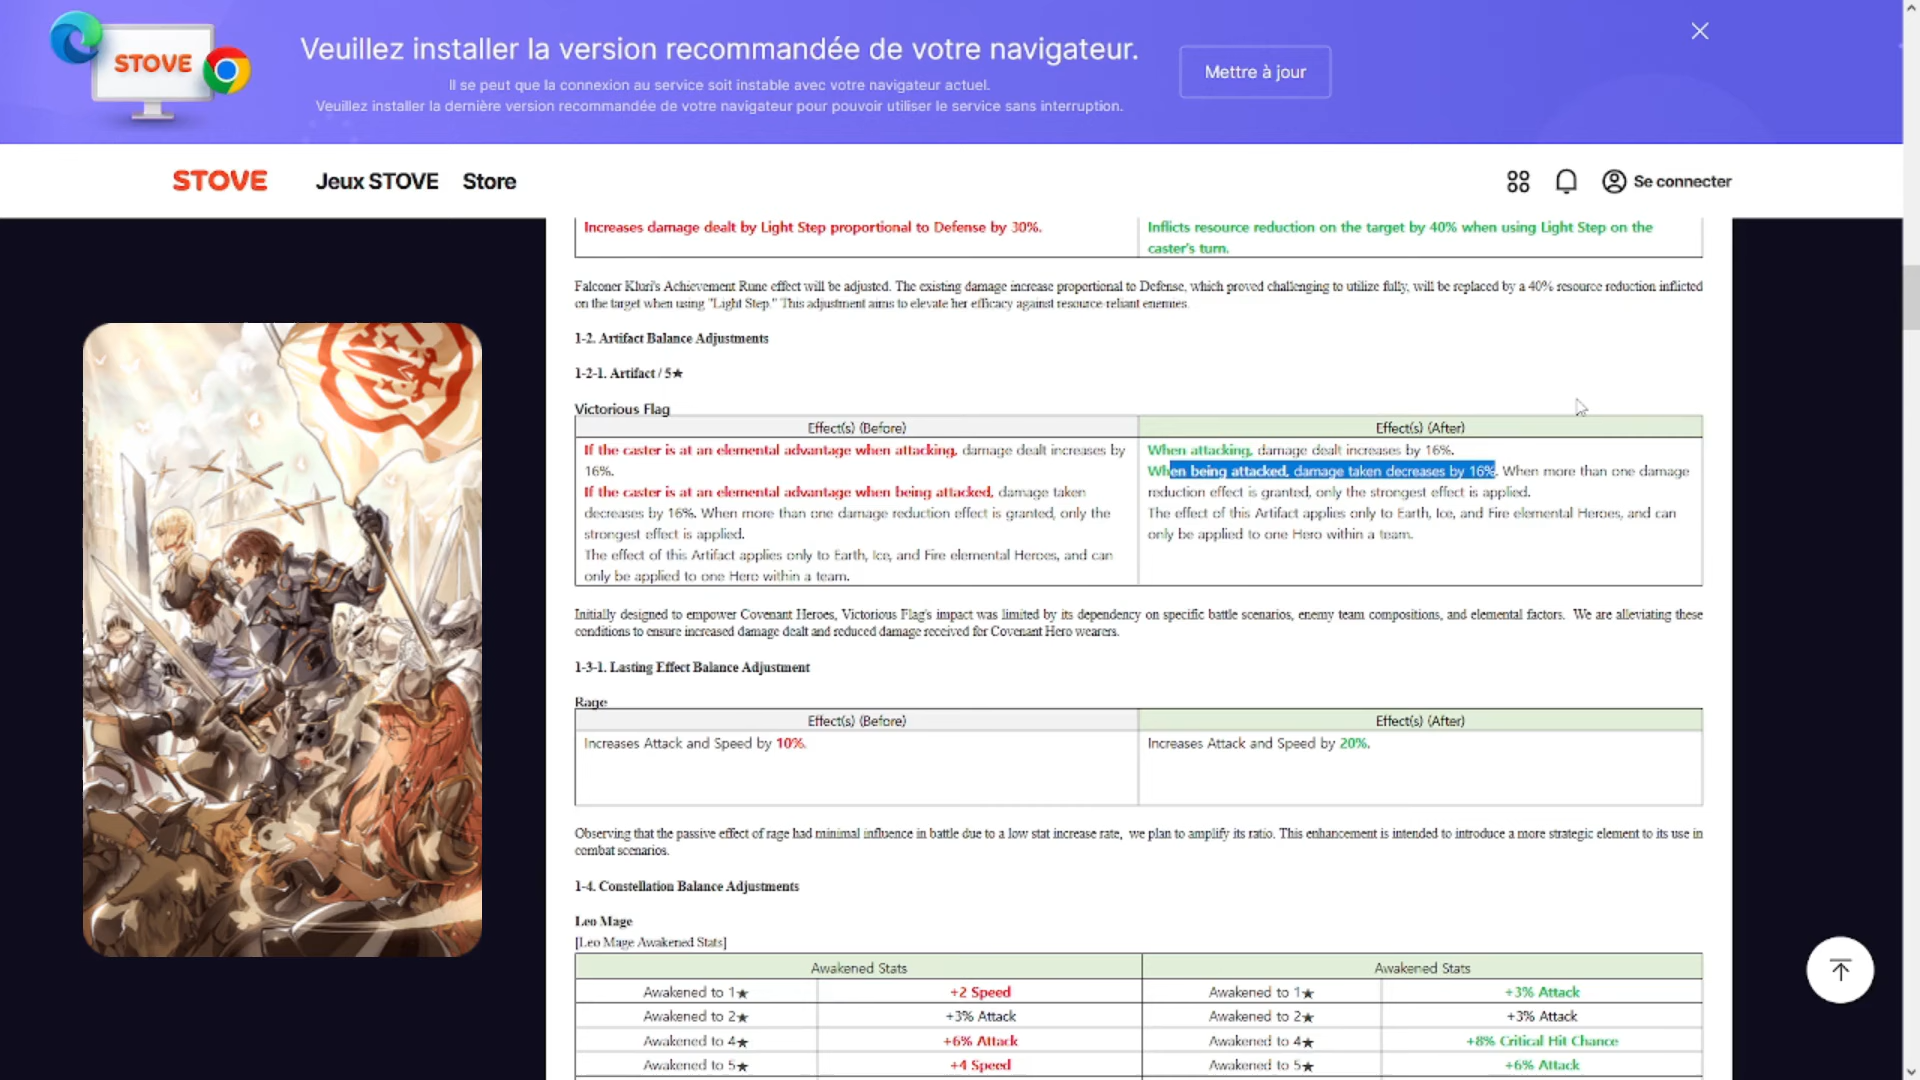 STOVE
Veuillez installer la version recommandée de votre navigateur.
Il se peut que la connexion au service soit instable avec votre navigateur actuel.
Veuillez installer la dernière version recommandée de votre navigateur pour pouvoir utiliser le service sans interruption.
Mettre à jour
STOVE
Jeux STOVE
Store
Se connecter
Increases damage dealt by Light Step proportional to Defense by 30%.
Inflicts resource reduction on the target by 40% when using Light Step on the
caster's turn.
Falconer Kluri's Achievement Rune effect will be adjusted. The existing damage increase proportional to Defense, which proved challenging to utilize fully, will be replaced by a 40% resource reduction inflicted
on the target when using "Light Step." This adjustment aims to elevate her efficacy against resource-reliant enemies.
1-2. Artifact Balance Adjustments
1-2-1. Artifact / 5★
Victorious Flag
Effect(s) (Before)
Effect(s) (After)
If the caster is at an elemental advantage when attacking, damage dealt increases by
16%.
If the caster is at an elemental advantage when being attacked, damage taken
decreases by 16%. When more than one damage reduction effect is granted, only the
strongest effect is applied.
The effect of this Artifact applies only to Earth, Ice, and Fire elemental Heroes, and can
only be applied to one Hero within a team.
When attacking, damage dealt increases by 16%.
When being attacked, damage taken decreases by 16%. When more than one damage
reduction effect is granted, only the strongest effect is applied.
The effect of this Artifact applies only to Earth, Ice, and Fire elemental Heroes, and can
only be applied to one Hero within a team.
Initially designed to empower Covenant Heroes, Victorious Flag's impact was limited by its dependency on specific battle scenarios, enemy team compositions, and elemental factors. We are alleviating these
conditions to ensure increased damage dealt and reduced damage received for Covenant Hero wearers.
1-3-1. Lasting Effect Balance Adjustment
Rage
Effect(s) (Before)
Effect(s) (After)
Increases Attack and Speed by 10%.
Increases Attack and Speed by 20%.
Observing that the passive effect of rage had minimal influence in battle due to a low stat increase rate, we plan to amplify its ratio. This enhancement is intended to introduce a more strategic element to its use in
combat scenarios.
1-4. Constellation Balance Adjustments
Leo Mage
[Leo Mage Awakened Stats]
Awakened Stats
Awakened Stats
Awakened to 1★ +2 Speed Awakened to 1★ +3% Attack
Awakened to 2★ +3% Attack Awakened to 2★ +3% Attack
Awakened to 4★ +6% Attack Awakened to 4★ +8% Critical Hit Chance
Awakened to 5★ +4 Speed Awakened to 5★ +6% Attack